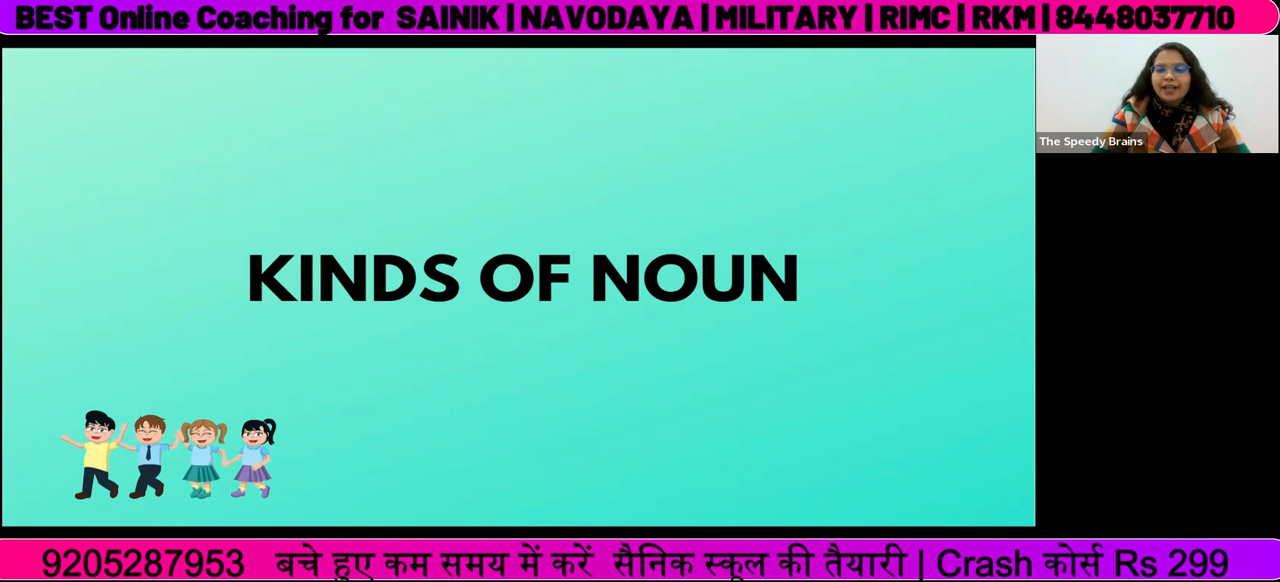 BEST Online Coaching for SAINIK | NAVODAYA | MILITARY | RIMC | RKM | 8448037710
The Speedy Brains
KINDS OF NOUN
9205287953 बचे हुए कम समय में करें सैनिक स्कूल की तैयारी | Crash कोर्स Rs 299